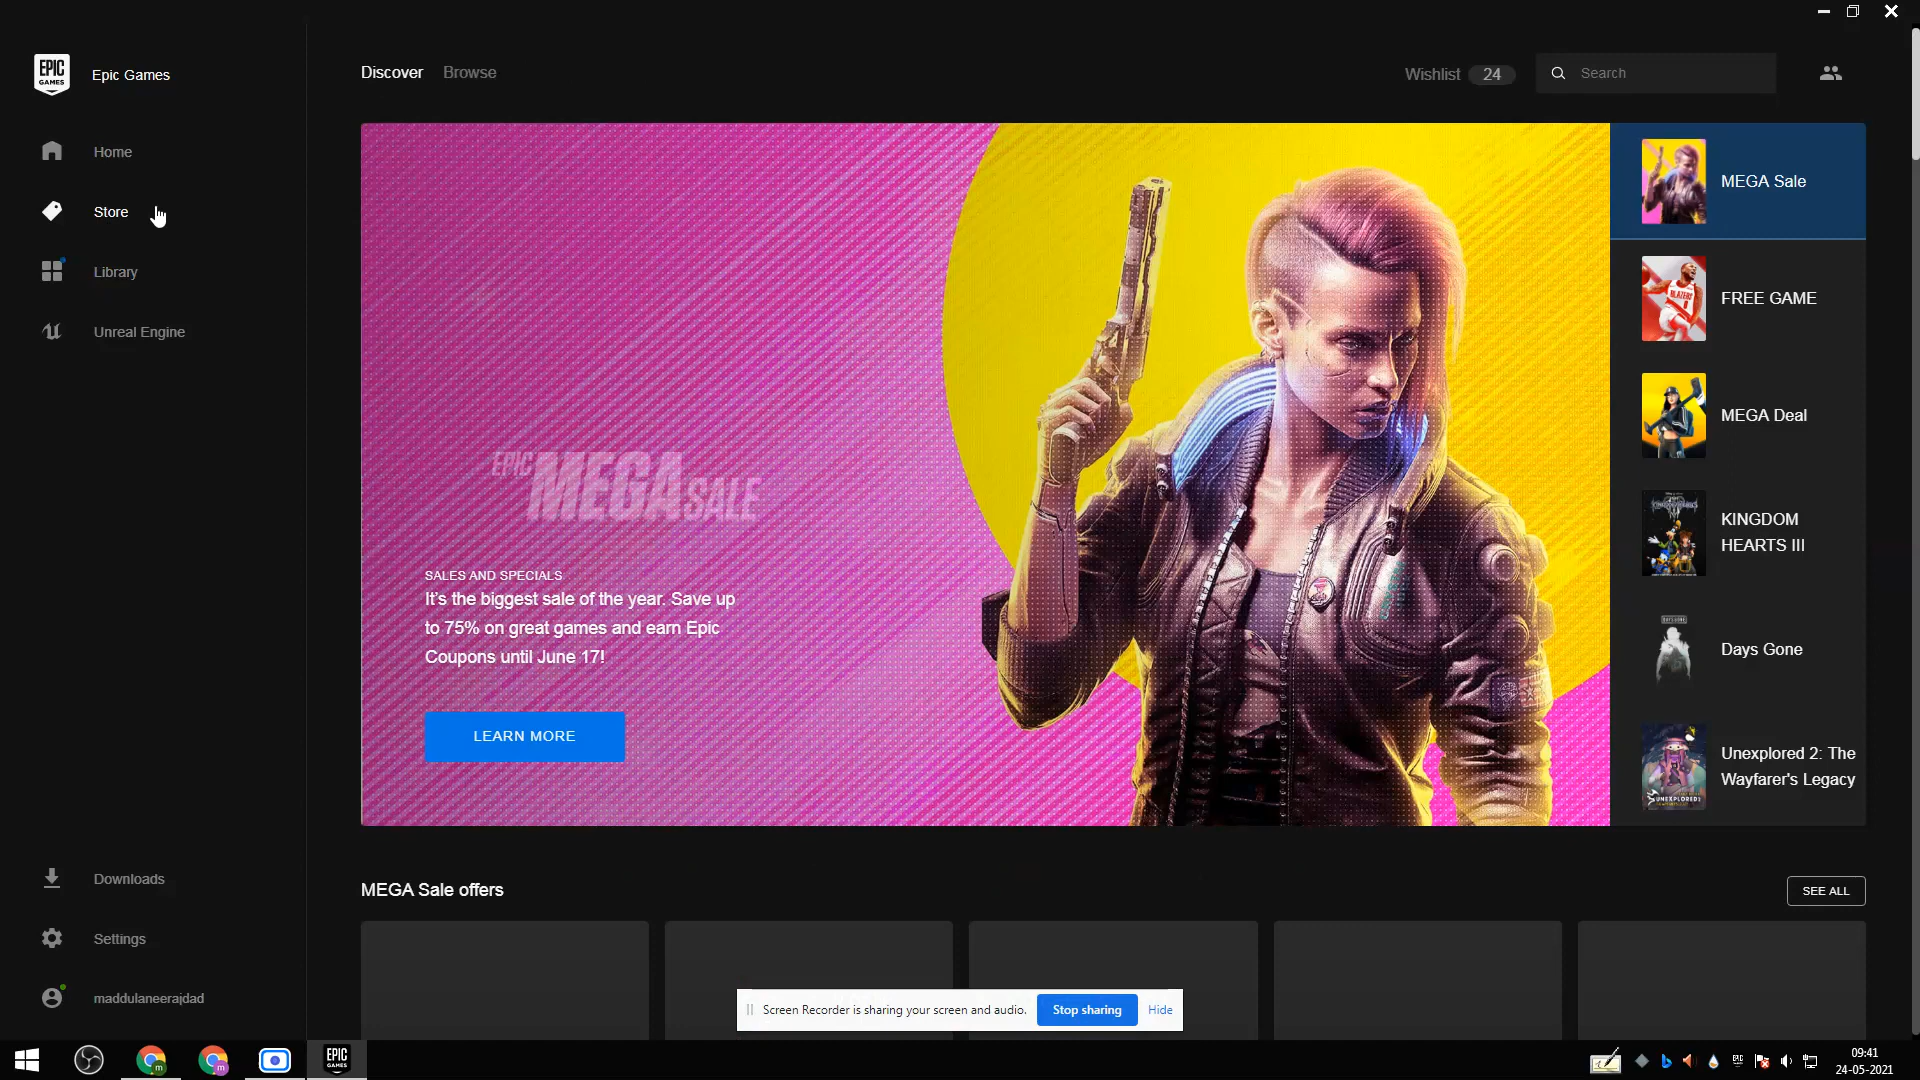 EPIC
GAMES
Epic Games
Home
Store
Library
Unreal Engine
Downloads
Settings
maddulaneerajdad
Discover
Browse
Wishlist 24
Search
EPIC MEGA SALE
SALES AND SPECIALS
It's the biggest sale of the year. Save up
to 75% on great games and earn Epic
Coupons until June 17!
LEARN MORE
MEGA Sale
FREE GAME
MEGA Deal
KINGDOM
HEARTS III
Days Gone
Unexplored 2: The
Wayfarer's Legacy
MEGA Sale offers
SEE ALL
Screen Recorder is sharing your screen and audio.
Stop sharing
Hide
EPIC
GAMES
09:41
24-05-2021